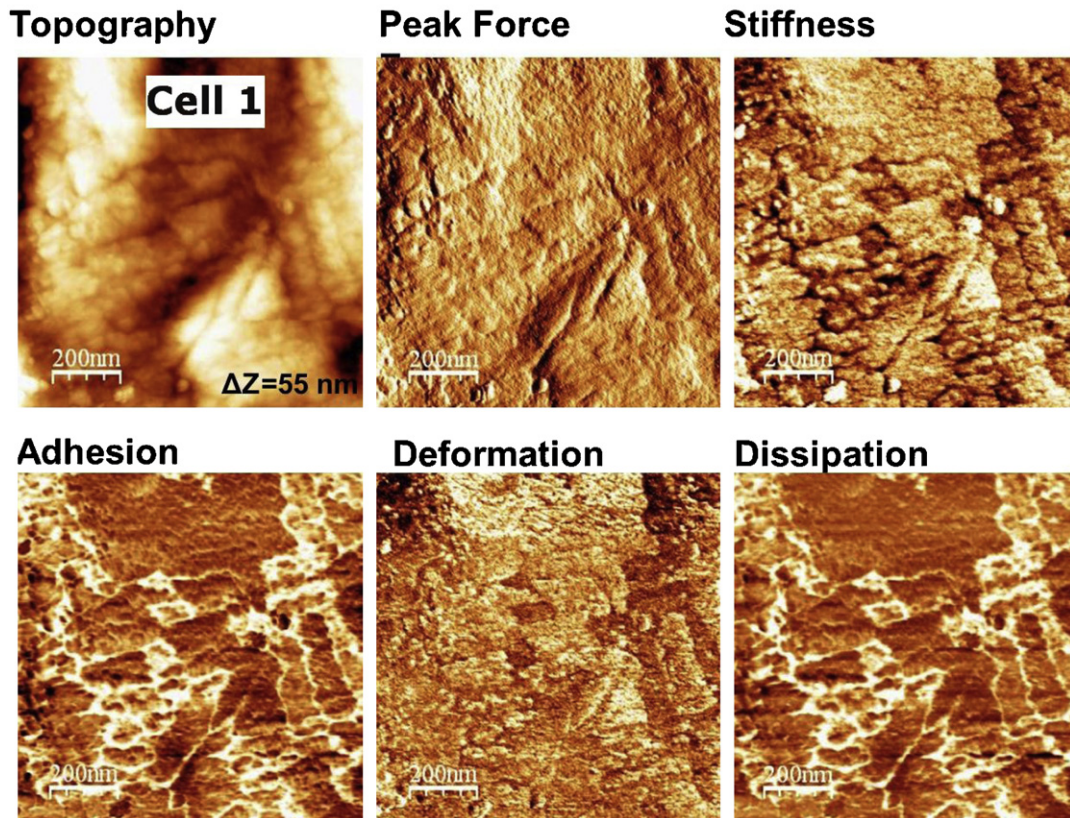 Topography Peak Force Stiffness
Cell 1
200nm
ΔZ=55 nm
200nm
200nm
Adhesion Deformation Dissipation
200nm
200nm
200nm